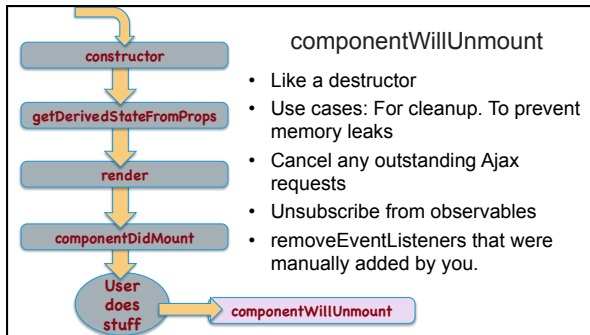 constructor
getDerivedStateFromProps
render
componentDidMount
User
does
stuff
componentWillUnmount
componentWillUnmount
• Like a destructor
• Use cases: For cleanup. To prevent
memory leaks
• Cancel any outstanding Ajax
requests
• Unsubscribe from observables
• removeEventListeners that were
manually added by you.